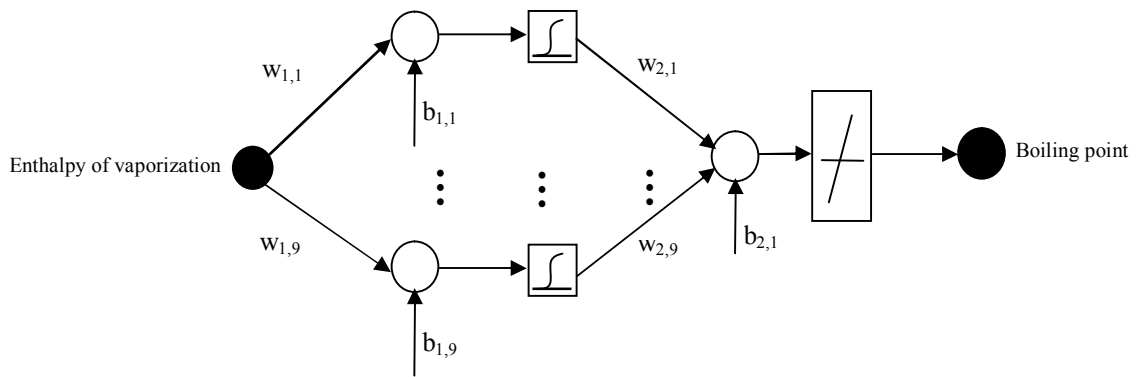 w1,1
w2,1
b1,1
Enthalpy of vaporization
Boiling point
w1,9
w2,9
b2,1
b1,9